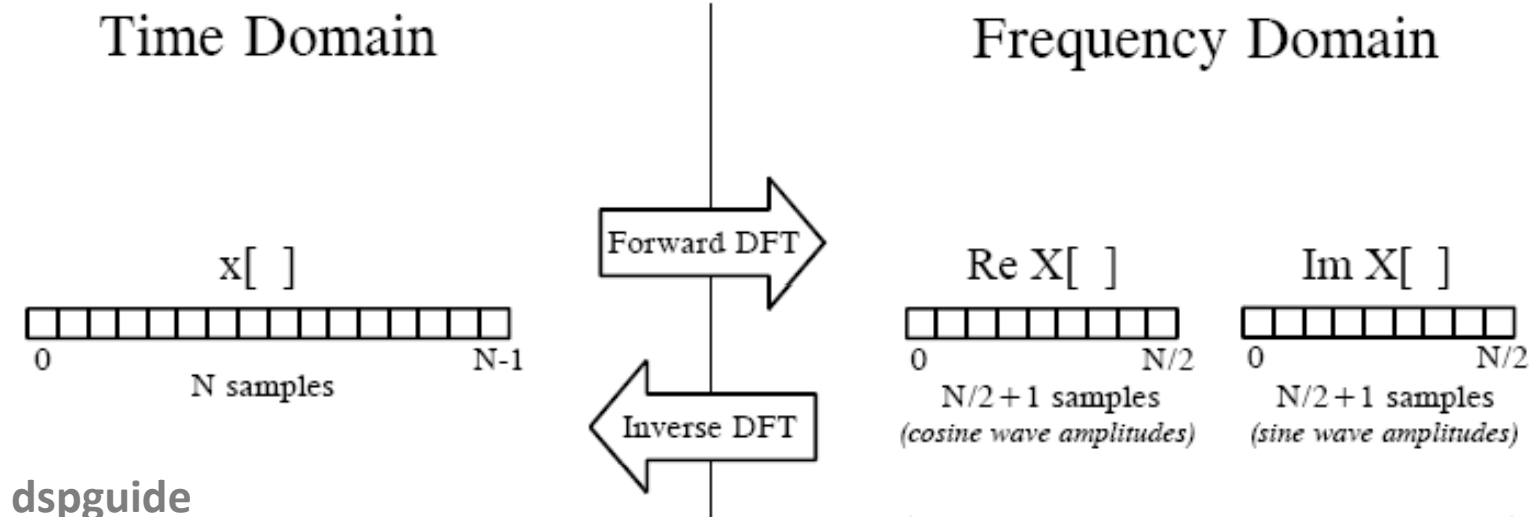 Time Domain
Frequency Domain
Forward DFT
x[ ]
Re X[ ]
Im X[ ]
0
N-1
0
N/2
0
N/2
N samples
N/2+1 samples
N/2+1 samples
Inverse DFT
(cosine wave amplitudes)
(sine wave amplitudes)
dspguide